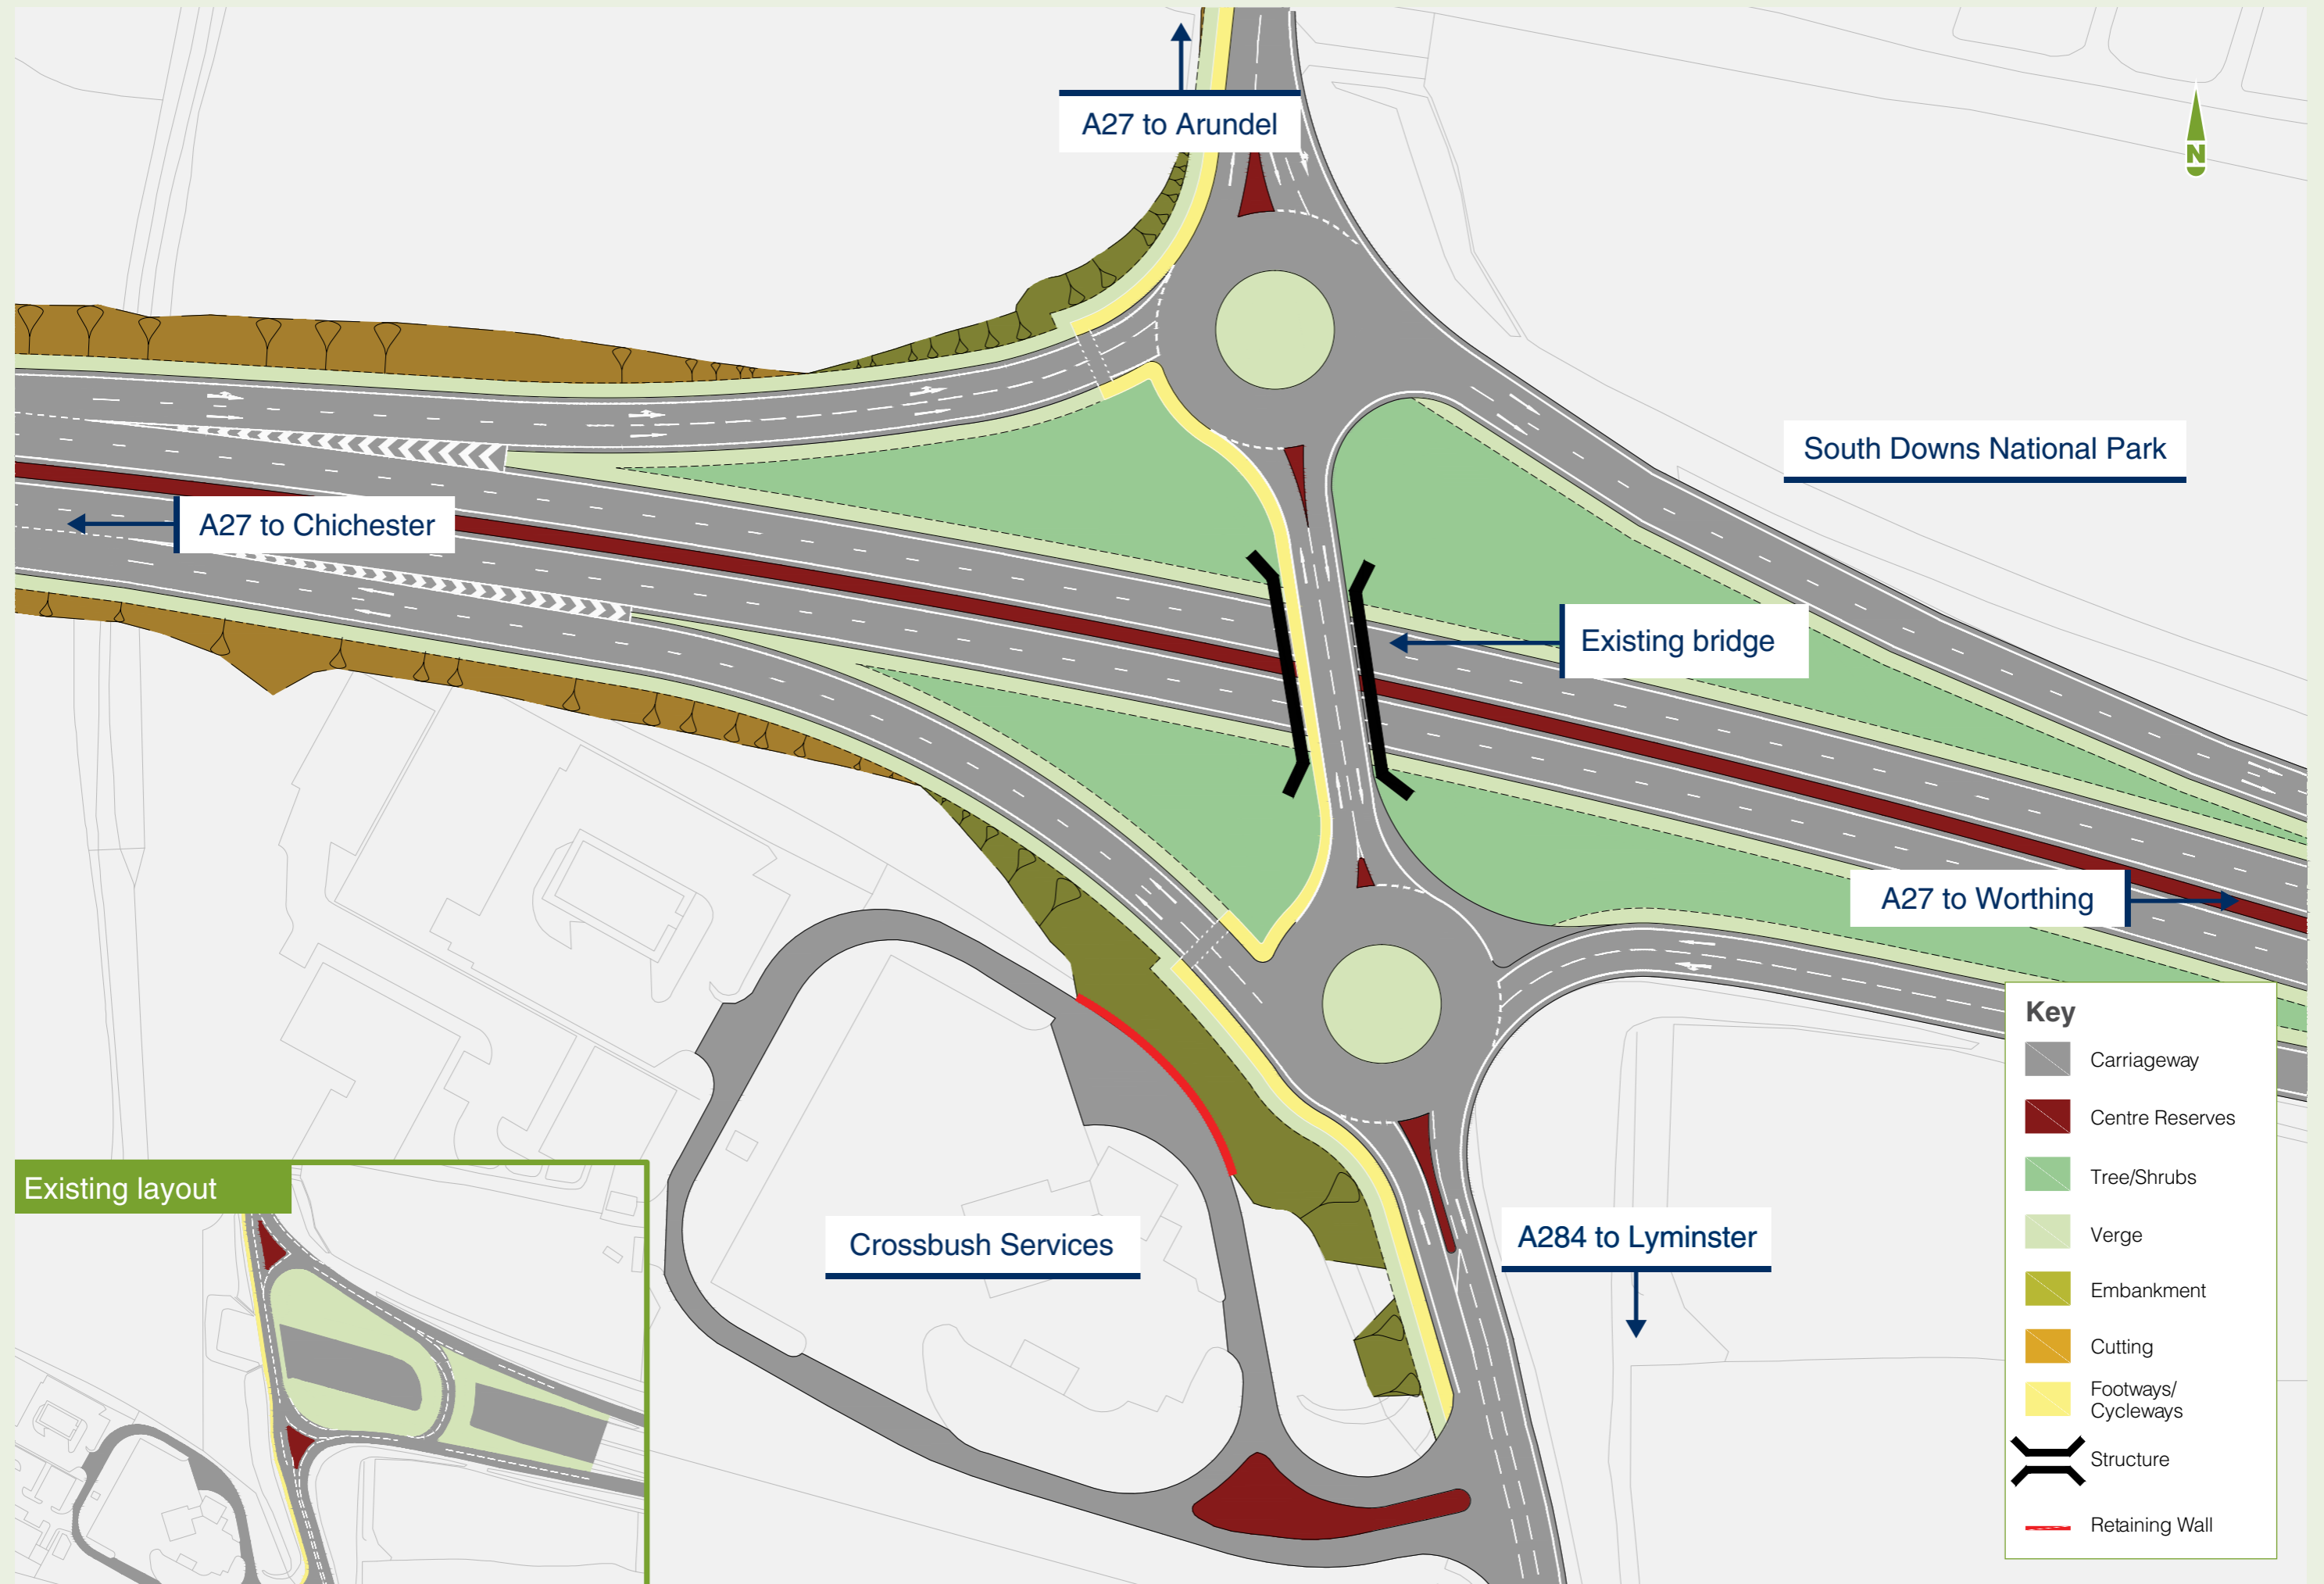 A27 to Arundel
N
South Downs National Park
A27 to Chichester
Existing bridge
A27 to Worthing
Existing layout
Crossbush Services
A284 to Lyminster
Key
Carriageway
Centre Reserves
Tree/Shrubs
Verge
Embankment
Cutting
Footways/
Cycleways
Structure
Retaining Wall